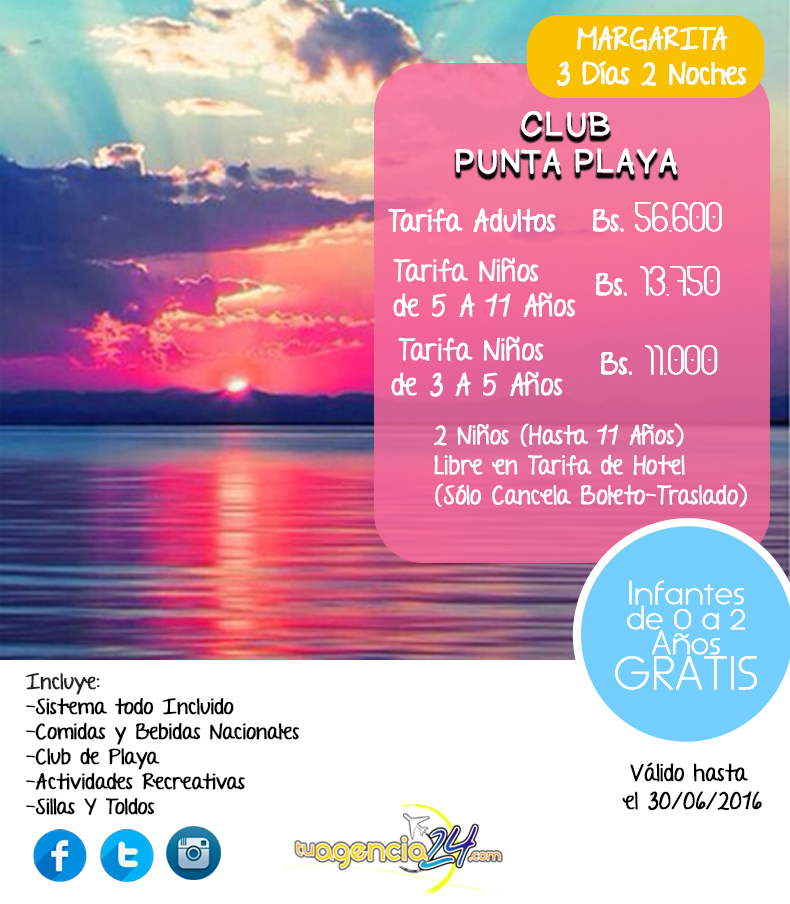 MARGARITA
3 Días 2 Noches
CLUB
PUNTA PLAYA
Tarifa Adultos Bs. 56.600
Tarifa Niños
de 5 A 11 Años Bs. 13.750
Tarifa Niños
de 3 A 5 Años Bs. 11.000
2 Niños (Hasta 11 Años)
Libre en Tarifa de Hotel
(Sólo Cancela Boleto-Traslado)
Infantes
de 0 a 2
Años
GRATIS
Incluye:
-Sistema todo Incluido
-Comidas y Bebidas Nacionales
-Club de Playa
-Actividades Recreativas
-Sillas Y Toldos
Válido hasta
el 30/06/2016
tuagencia24.com